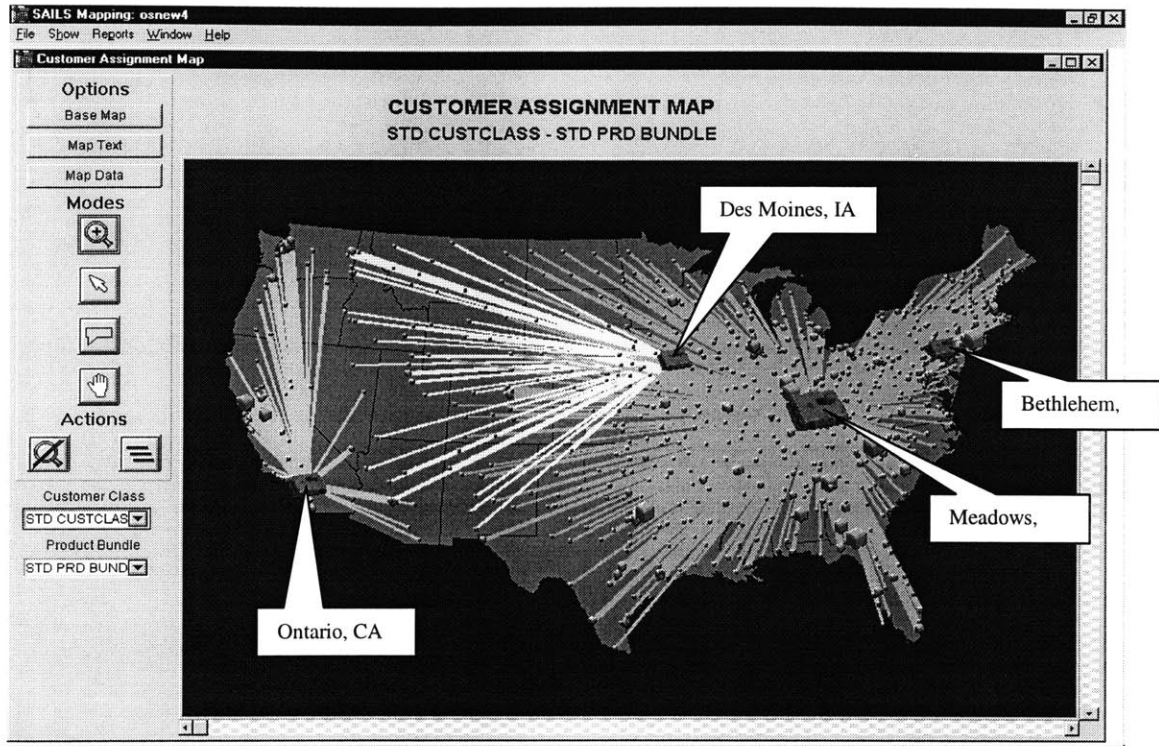 SAILS Mapping: osnew4
File Show Reports Window Help
Customer Assignment Map
Options
Base Map
Map Text
Map Data
Modes
Actions
Customer Class
STD CUSTCLAS
Product Bundle
STD PRD BUND
CUSTOMER ASSIGNMENT MAP
STD CUSTCLASS - STD PRD BUNDLE
Des Moines, IA
Bethlehem,
Meadows,
Ontario, CA